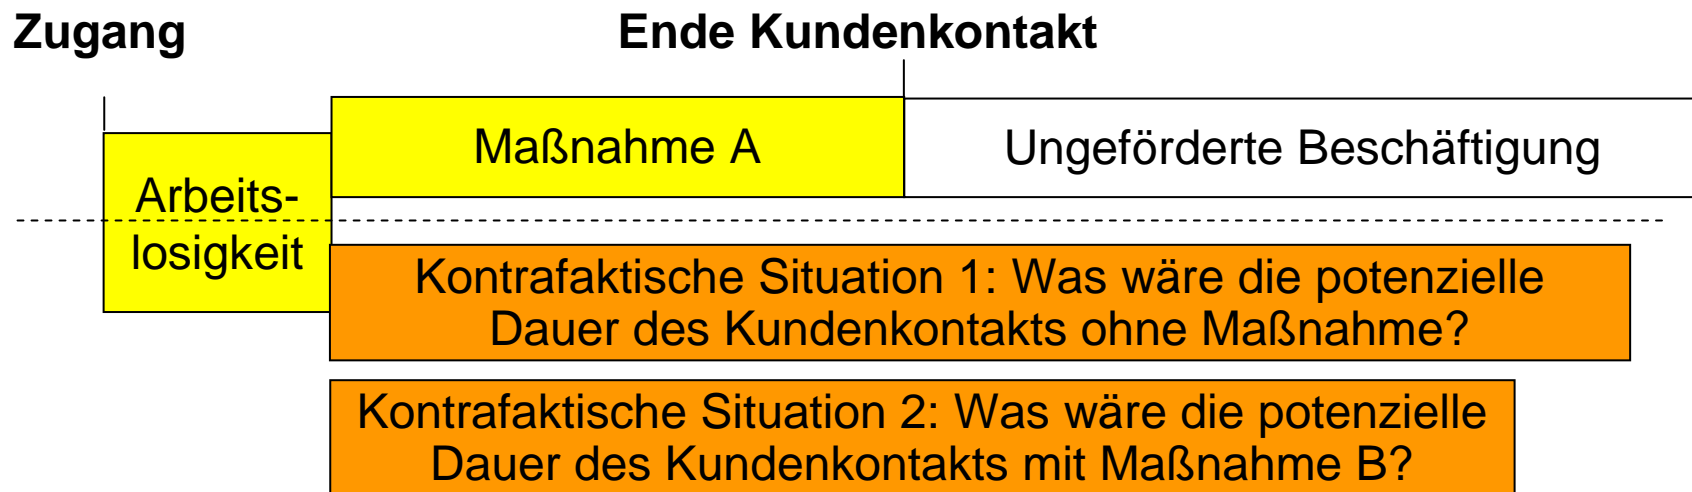 Zugang
Ende Kundenkontakt
Maßnahme A
Ungeförderte Beschäftigung
Arbeits-
losigkeit
Kontrafaktische Situation 1: Was wäre die potenzielle
Dauer des Kundenkontakts ohne Maßnahme?
Kontrafaktische Situation 2: Was wäre die potenzielle
Dauer des Kundenkontakts mit Maßnahme B?